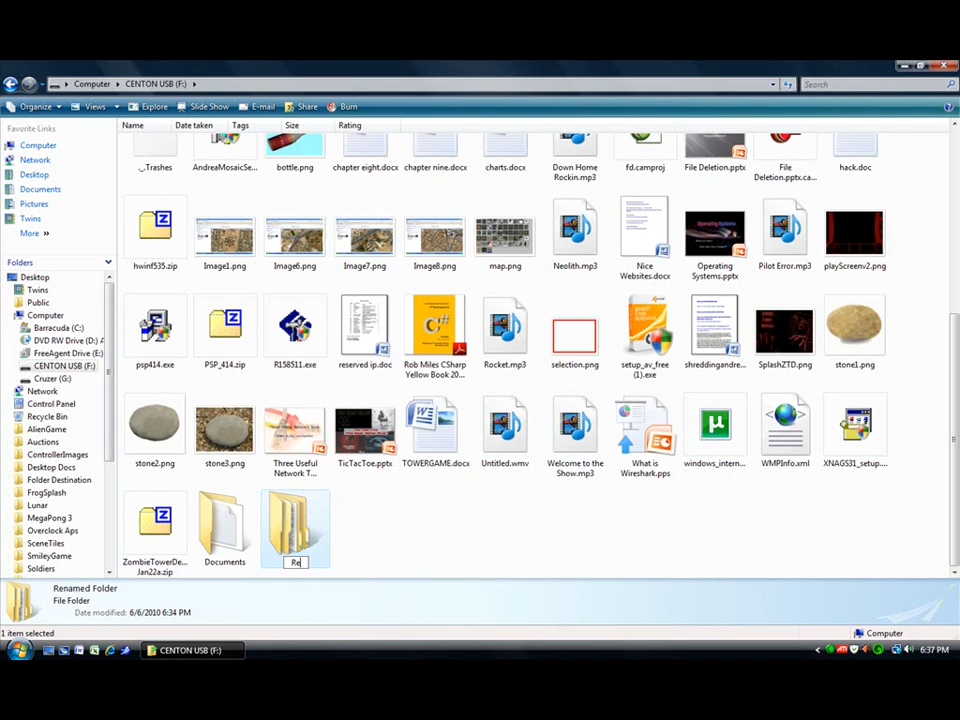 Computer
CENTON USB (F:)
Search
Organize Views Explore Slide Show E-mail Share Burn
Favorite Links
Computer
Network
Desktop
Documents
Pictures
Twins
More »
Folders
Desktop
Twins
Public
Computer
Barracuda (C:)
DVD RW Drive (D:) A
FreeAgent Drive (E:)
CENTON USB (F:)
Cruzer (G:)
Network
Control Panel
Recycle Bin
AlienGame
Auctions
ControllerImages
Desktop Docs
Folder Destination
FrogSplash
Lunar
MegaPong 3
Overclock Aps
SceneTiles
SmileyGame
Soldiers
Name Date taken Tags Size Rating
._.Trashes AndreaMosaicSe... bottle.png chapter eight.docx chapter nine.docx charts.docx Down Home Rockin.mp3 fd.camproj File Deletion.pptx File Deletion.pptx.ca... hack.doc
hwinf535.zip Image1.png Image6.png Image7.png Image8.png map.png Neolith.mp3 Nice Websites.docx Operating Systems.pptx Pilot Error.mp3 playScreenv2.png
psp414.exe PSP_414.zip R158511.exe reserved ip.doc Rob Miles CSharp Yellow Book 20... Rocket.mp3 selection.png setup_av_free (1).exe shreddingandre... SplashZTD.png stone1.png
stone2.png stone3.png Three Useful Network T... TicTacToe.pptx TOWERGAME.docx Untitled.wmv Welcome to the Show.mp3 What is Wireshark.pps windows_intern... WMPInfo.xml XNAGS31_setup....
ZombieTowerDe... Jan22a.zip Documents Re
Renamed Folder
File Folder
Date modified: 6/6/2010 6:34 PM
1 item selected
Computer
CENTON USB (F:)
6:37 PM